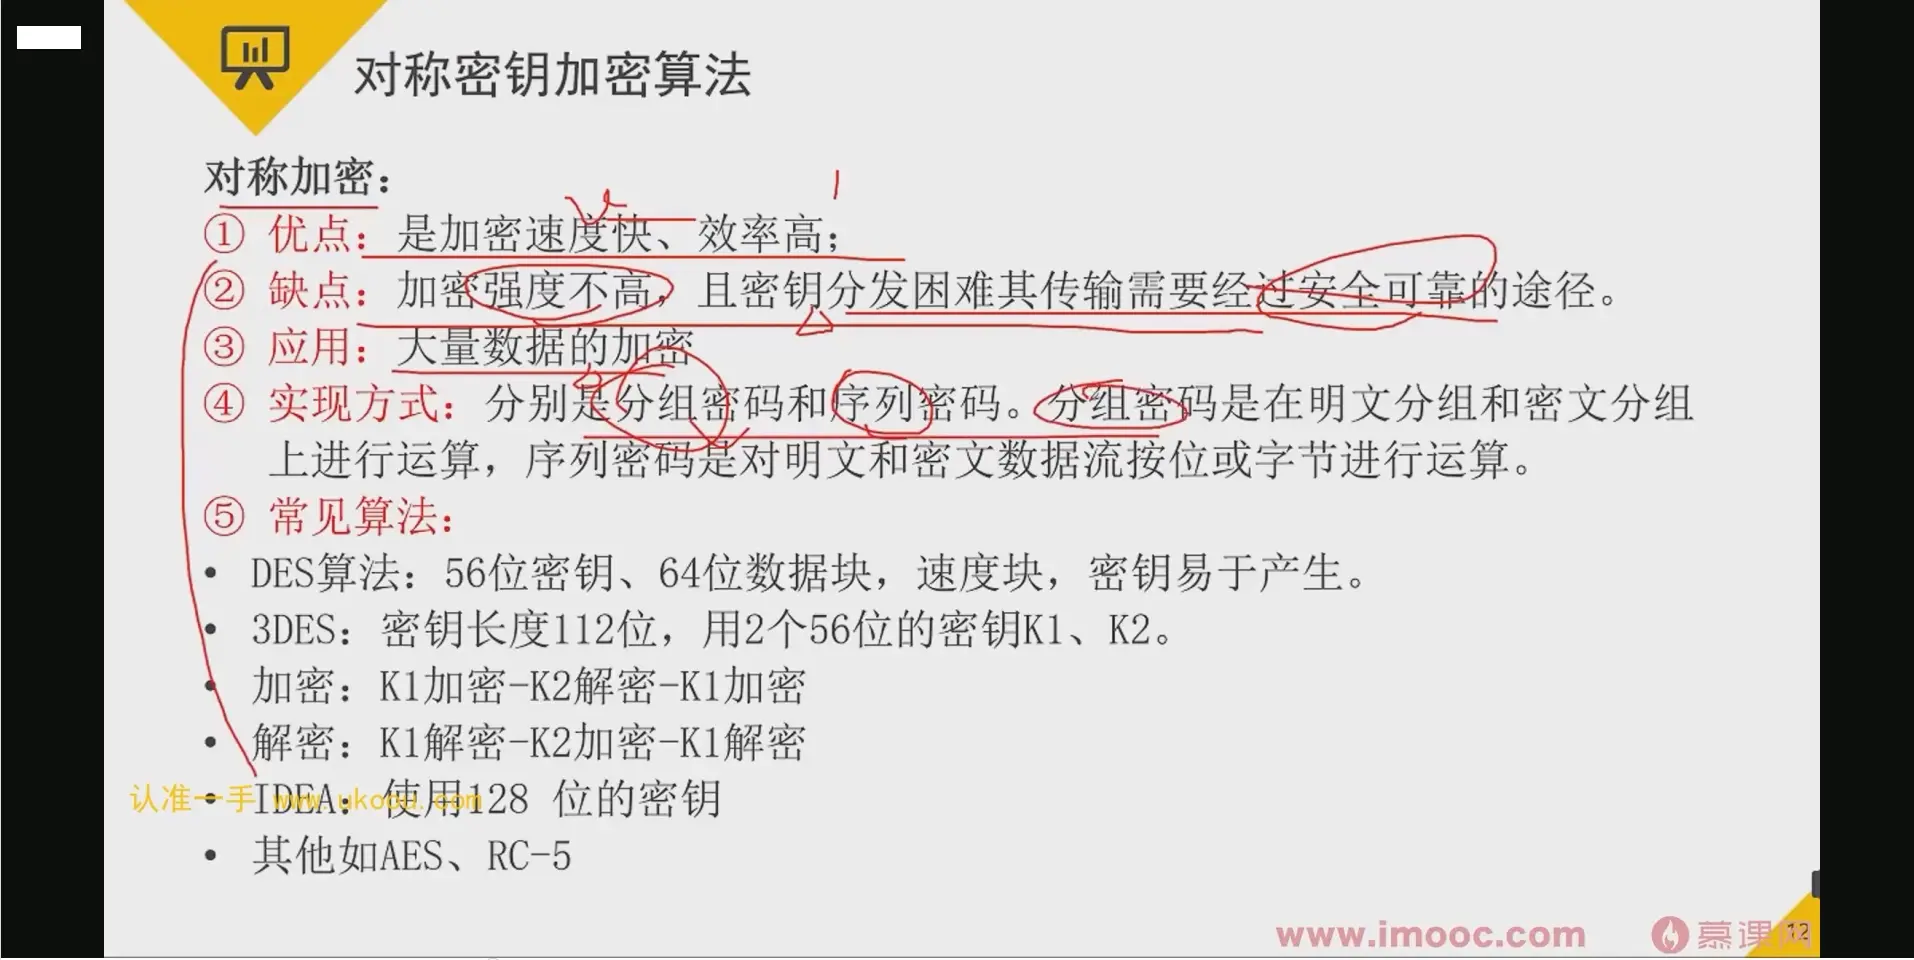 对称密钥加密算法
对称加密：
① 优点：是加密速度快、效率高；
② 缺点：加密强度不高，且密钥分发困难其传输需要经过安全可靠的途径。
③ 应用：大量数据的加密
④ 实现方式：分别是分组密码和序列密码。分组密码是在明文分组和密文分组
上进行运算，序列密码是对明文和密文数据流按位或字节进行运算。
⑤ 常见算法：
• DES算法：56位密钥、64位数据块，速度块，密钥易于产生。
• 3DES：密钥长度112位，用2个56位的密钥K1、K2。
• 加密：K1加密-K2解密-K1加密
• 解密：K1解密-K2加密-K1解密
• IDEA：使用128 位的密钥
认准一手 www.ukoou.com
• 其他如AES、RC-5
www.imooc.com
慕课网
12